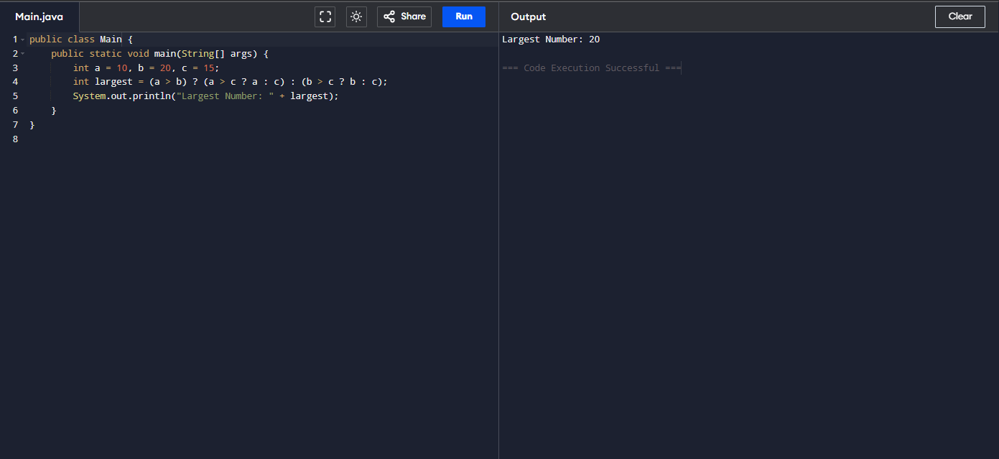 Main.java Share Run Output Clear
1 public class Main {
2     public static void main(String[] args) {
3         int a = 10, b = 20, c = 15;
4         int largest = (a > b) ? (a > c ? a : c) : (b > c ? b : c);
5         System.out.println("Largest Number: " + largest);
6     }
7 }
8
Largest Number: 20
=== Code Execution Successful ===